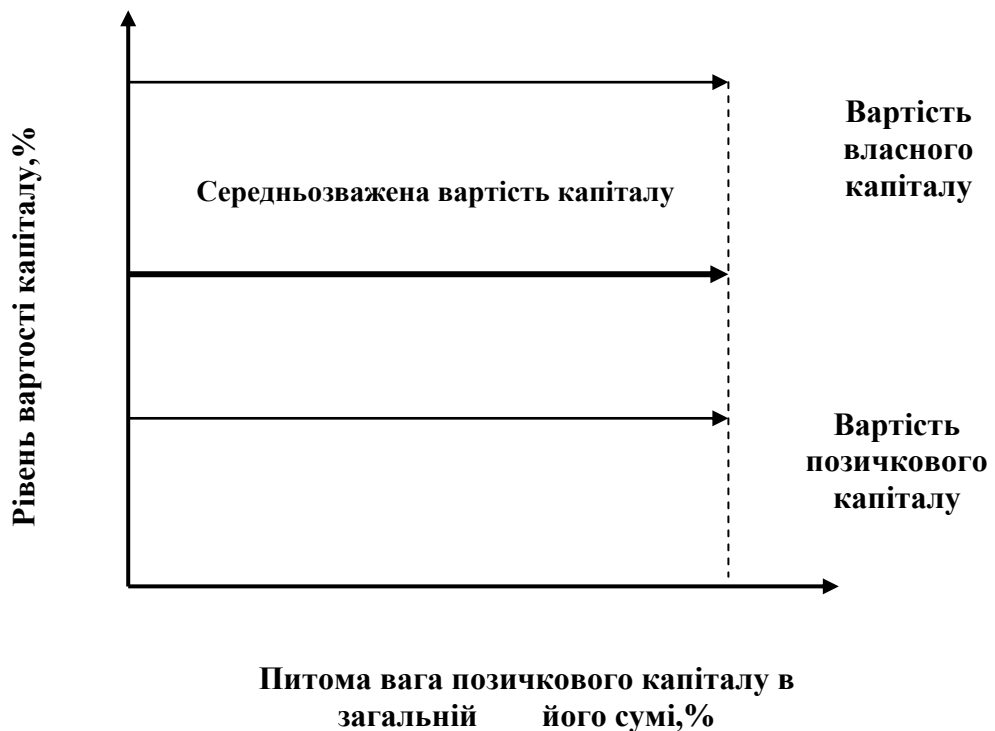 Рівень вартості капіталу,%
Середньозважена вартість капіталу
Вартість
власного
капіталу
Вартість
позичкового
капіталу
Питома вага позичкового капіталу в
загальній його сумі,%